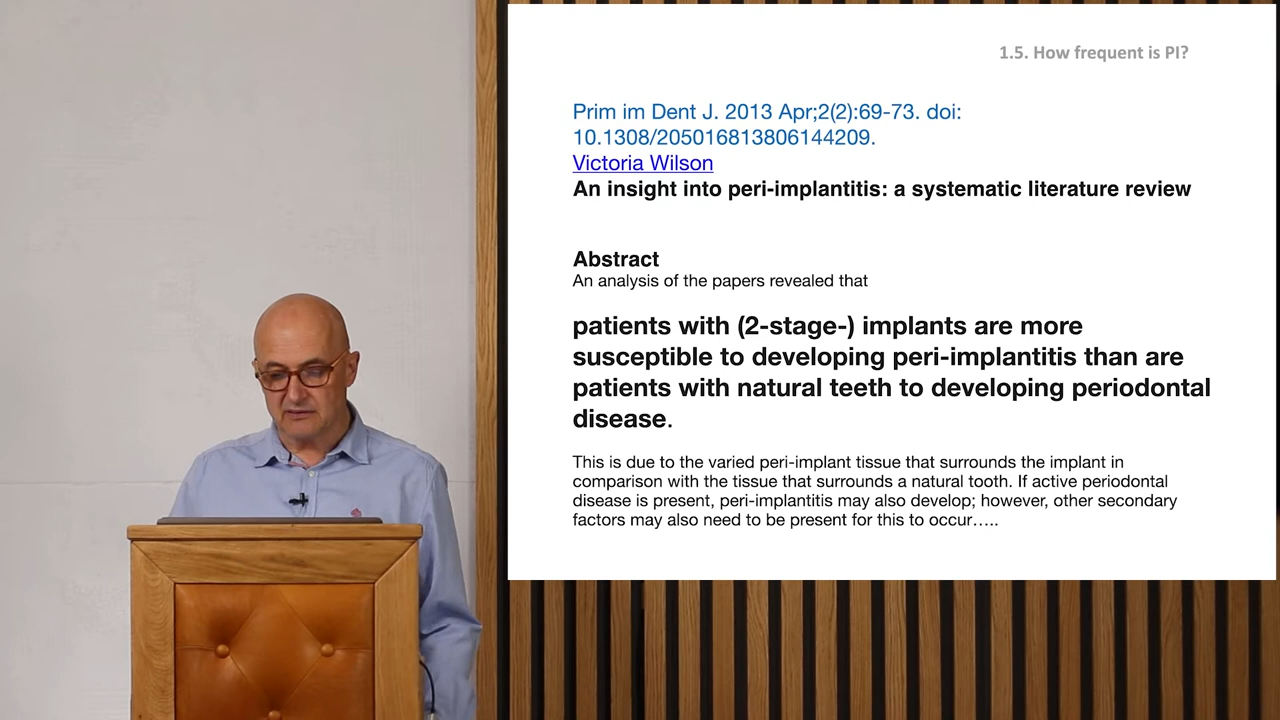 1.5. How frequent is PI?
Prim im Dent J. 2013 Apr;2(2):69-73. doi:
10.1308/205016813806144209.
Victoria Wilson
An insight into peri-implantitis: a systematic literature review
Abstract
An analysis of the papers revealed that
patients with (2-stage-) implants are more
susceptible to developing peri-implantitis than are
patients with natural teeth to developing periodontal
disease.
This is due to the varied peri-implant tissue that surrounds the implant in
comparison with the tissue that surrounds a natural tooth. If active periodontal
disease is present, peri-implantitis may also develop; however, other secondary
factors may also need to be present for this to occur…..